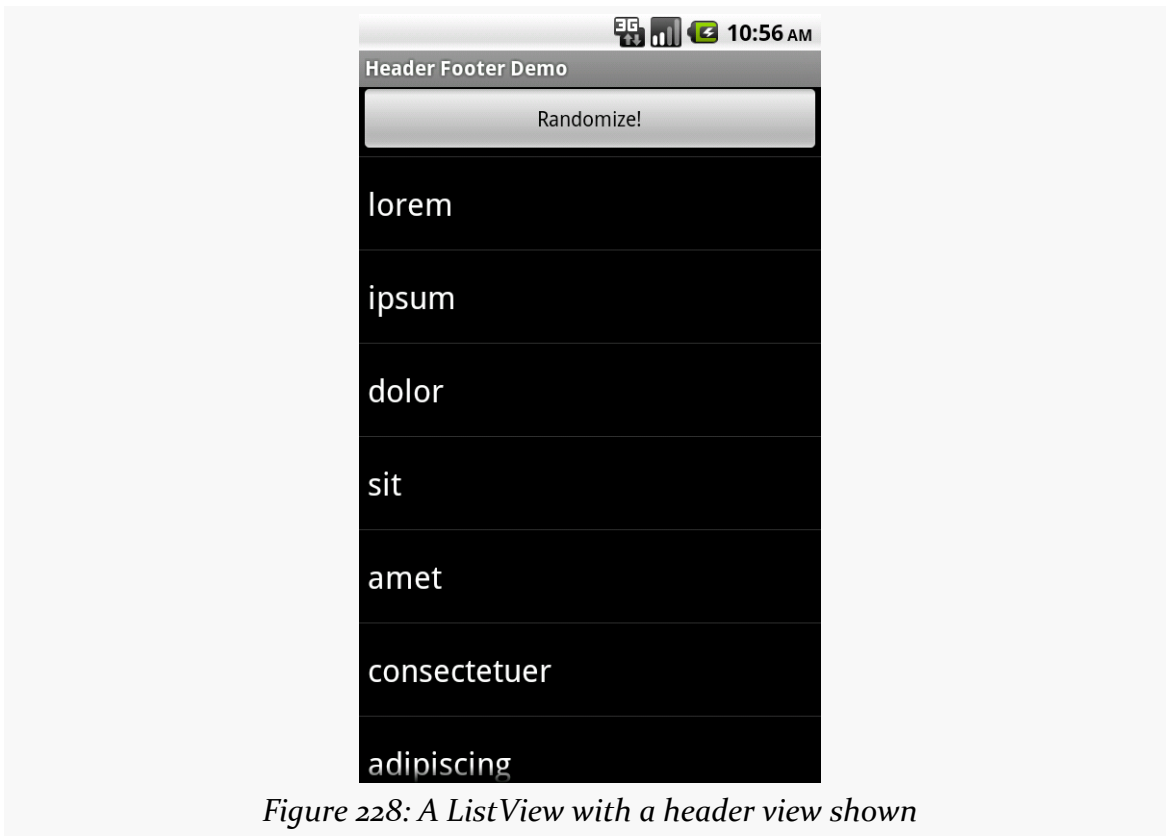 3G
10:56 AM
Header Footer Demo
Randomize!
lorem
ipsum
dolor
sit
amet
consectetuer
adipiscing
Figure 228: A ListView with a header view shown